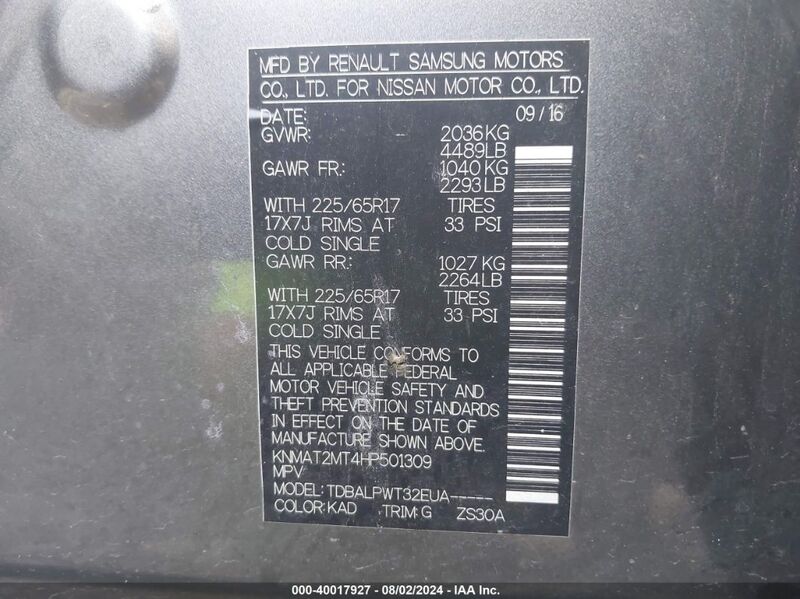 MFD BY RENAULT SAMSUNG MOTORS
CO., LTD. FOR NISSAN MOTOR CO., LTD.
DATE: 09/16
GVWR: 2036KG
4489LB
GAWR FR.: 1040KG
2293LB
WITH 225/65R17 TIRES
17X7J RIMS AT 33 PSI
COLD SINGLE
GAWR RR.: 1027KG
2264LB
WITH 225/65R17 TIRES
17X7J RIMS AT 33 PSI
COLD SINGLE
THIS VEHICLE CONFORMS TO
ALL APPLICABLE FEDERAL
MOTOR VEHICLE SAFETY AND
THEFT PREVENTION STANDARDS
IN EFFECT ON THE DATE OF
MANUFACTURE SHOWN ABOVE.
KNMAT2MT4HP501309
MPV
MODEL: TDBALPWT32EUA-----
COLOR: KAD TRIM: G ZS30A
000-40017927 - 08/02/2024 - IAA Inc.